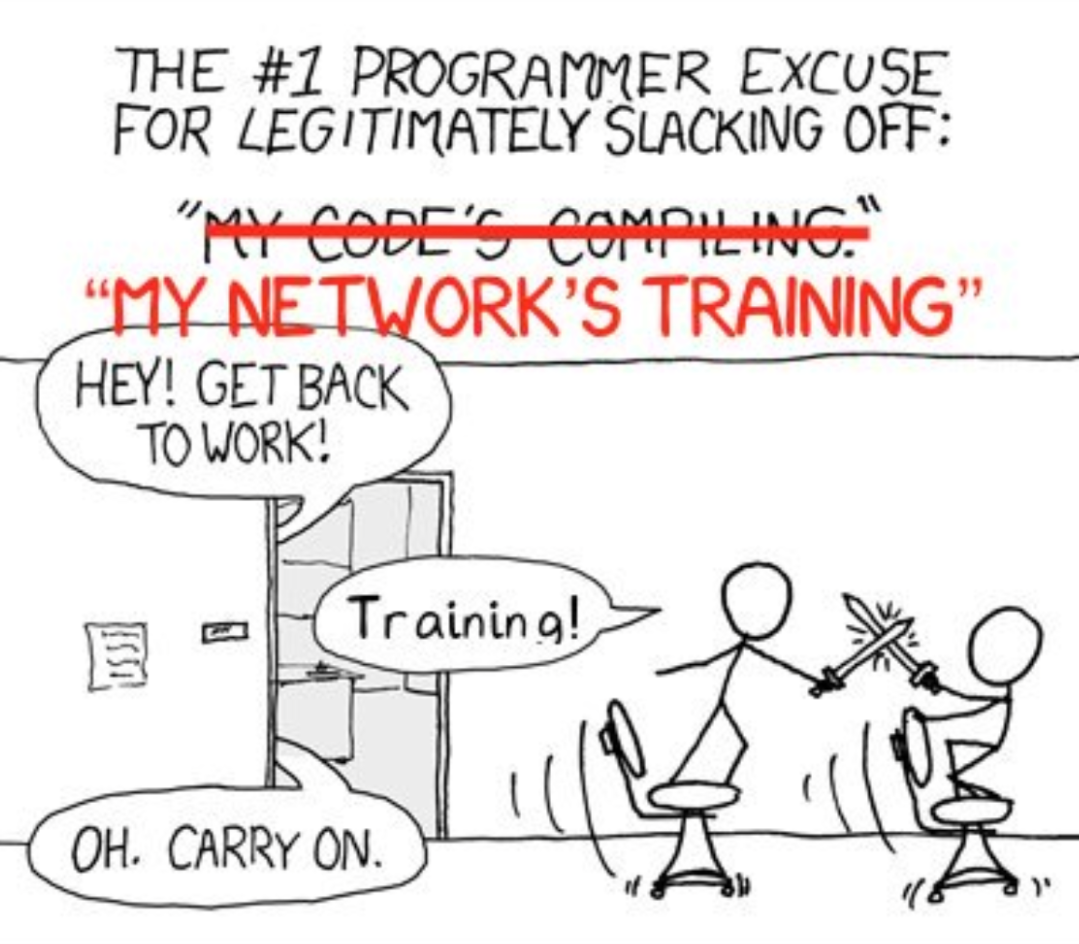 THE #1 PROGRAMMER EXCUSE
FOR LEGITIMATELY SLACKING OFF:
"MY CODE'S COMPILING."
“MY NETWORK’S TRAINING”
HEY! GET BACK
TO WORK!
Training!
OH. CARRY ON.